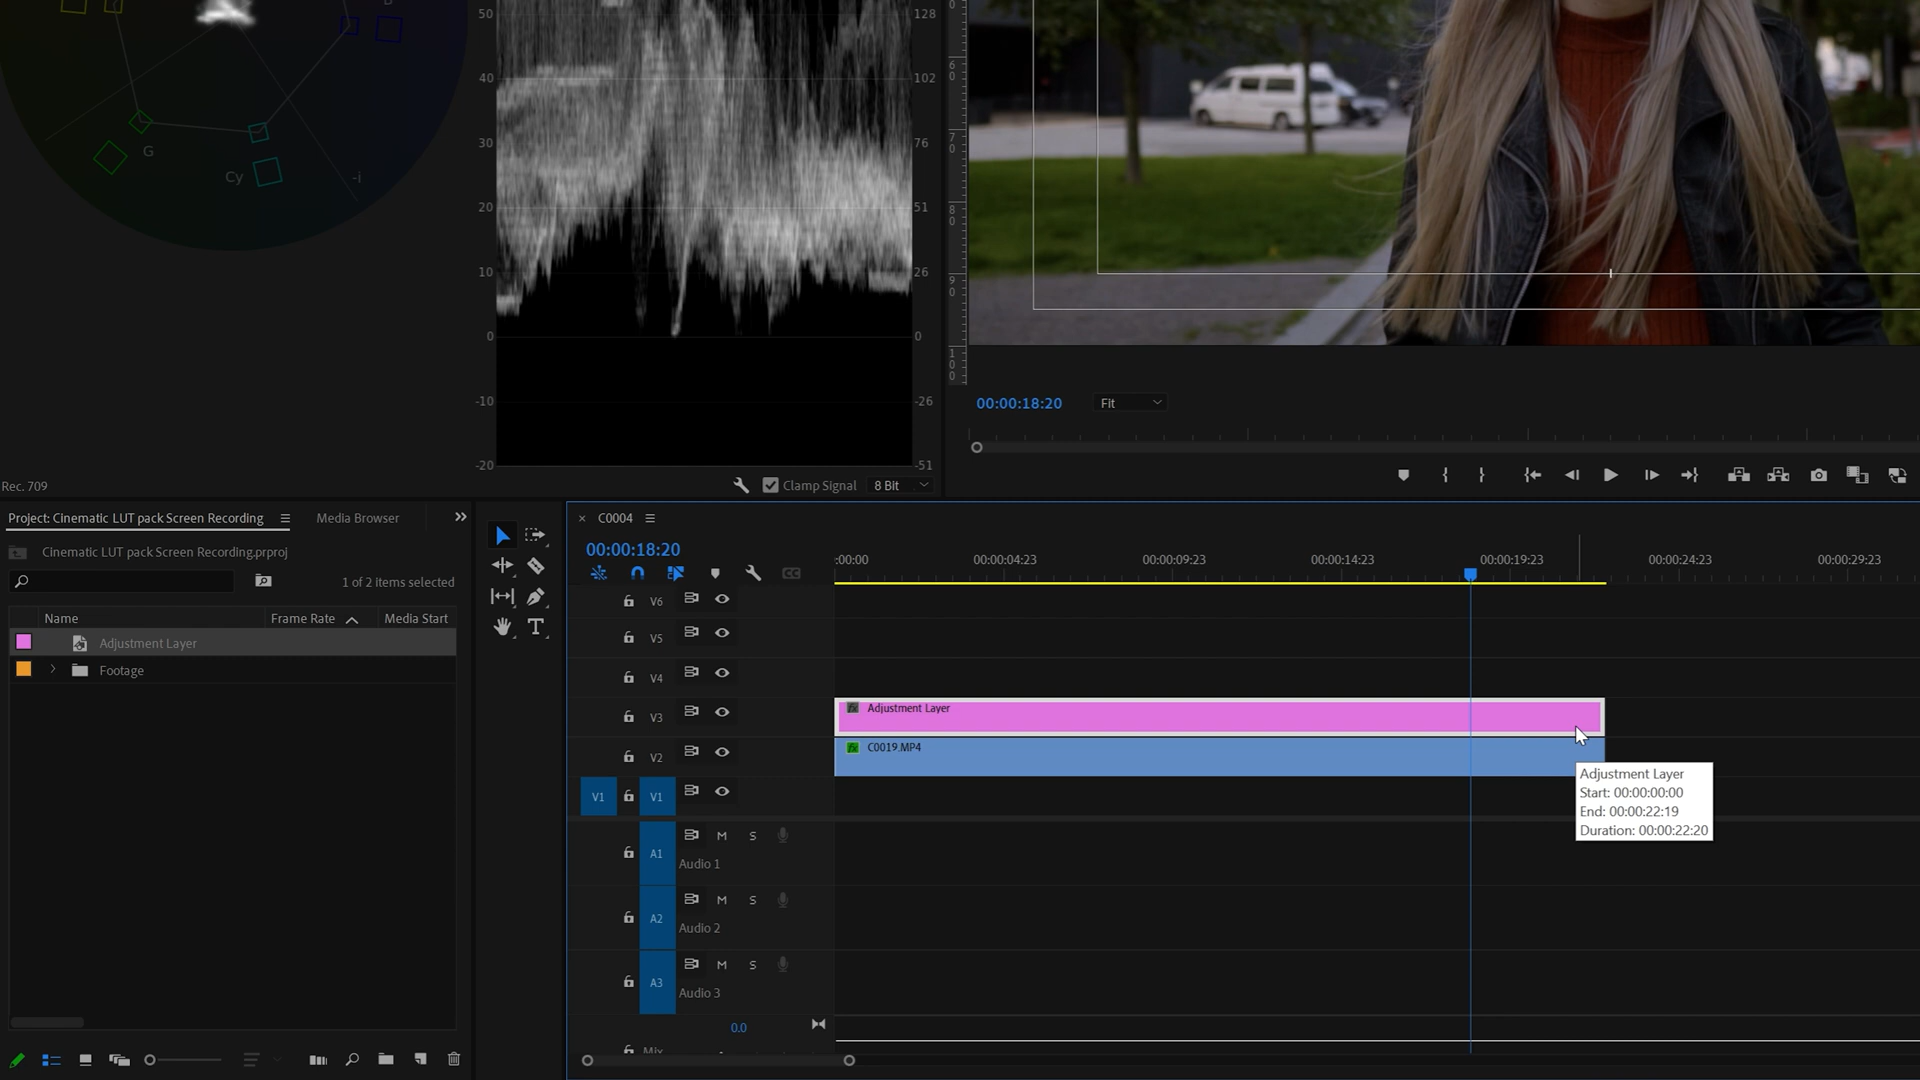 G
Cy
-i
50
40
30
20
10
0
-10
-20
128
102
76
51
26
0
-26
-51
Rec. 709
Clamp Signal
8 Bit
00:00:18:20
Fit
Project: Cinematic LUT pack Screen Recording
Media Browser
Cinematic LUT pack Screen Recording.prproj
1 of 2 items selected
Name
Frame Rate
Media Start
Adjustment Layer
Footage
C0004
00:00:18:20
:00:00
00:00:04:23
00:00:09:23
00:00:14:23
00:00:19:23
00:00:24:23
00:00:29:23
V6
V5
V4
V3
Adjustment Layer
V2
C0019.MP4
V1
V1
Adjustment Layer
Start: 00:00:00:00
End: 00:00:22:19
Duration: 00:00:22:20
A1
M
S
Audio 1
A2
M
S
Audio 2
A3
M
S
Audio 3
0.0
Mix